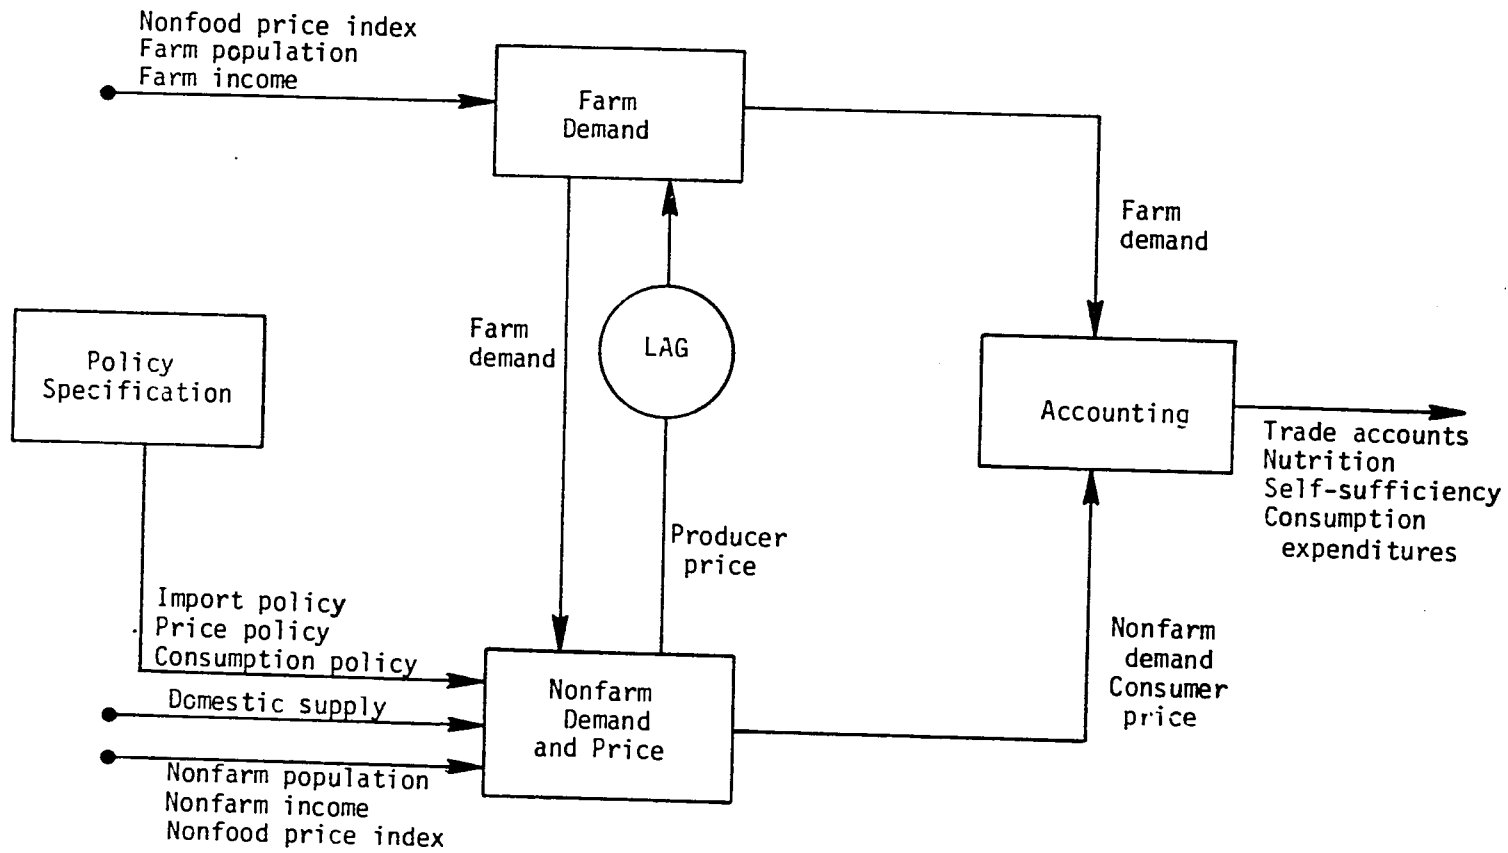 Nonfood price index
Farm population
Farm income
Farm
Demand
Farm
demand
Farm
demand
LAG
Policy
Specification
Accounting
Trade accounts
Nutrition
Self-sufficiency
Consumption
expenditures
Producer
price
Import policy
Price policy
Consumption policy
Domestic supply
Nonfarm population
Nonfarm income
Nonfood price index
Nonfarm
Demand
and Price
Nonfarm
demand
Consumer
price